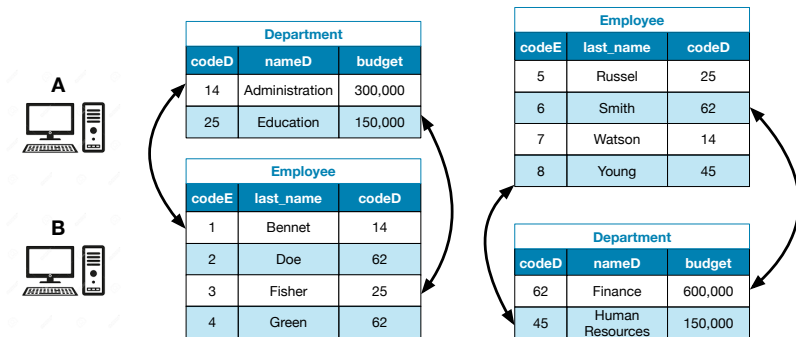 A
B
Department
codeD nameD budget
14 Administration 300,000
25 Education 150,000
Employee
codeE last_name codeD
1 Bennet 14
2 Doe 62
3 Fisher 25
4 Green 62
Employee
codeE last_name codeD
5 Russel 25
6 Smith 62
7 Watson 14
8 Young 45
Department
codeD nameD budget
62 Finance 600,000
45 Human Resources 150,000